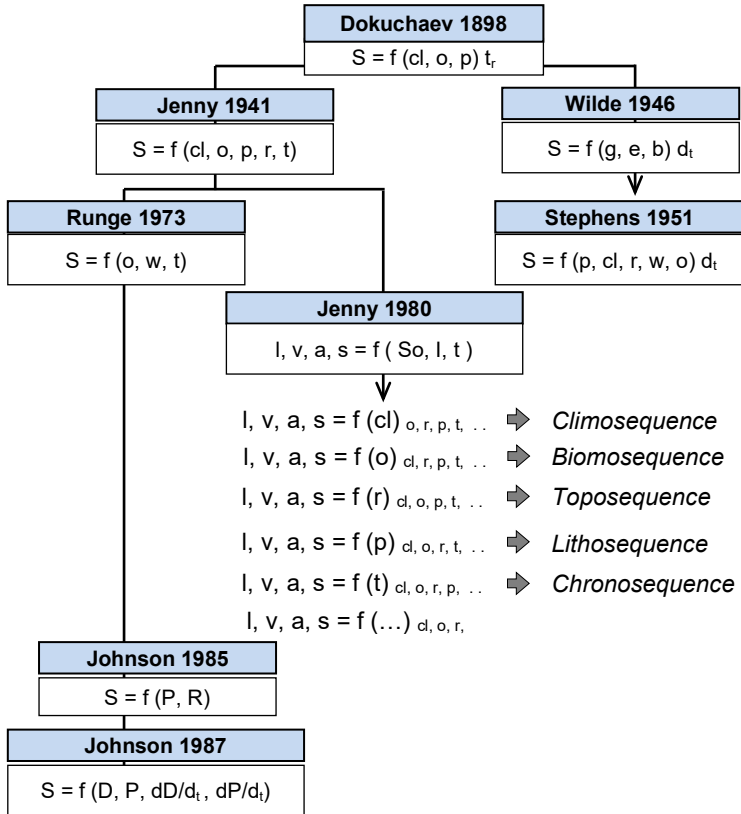 Dokuchaev 1898
S = f (cl, o, p) tᵣ
Jenny 1941
S = f (cl, o, p, r, t)
Wilde 1946
S = f (g, e, b) dₜ
Runge 1973
S = f (o, w, t)
Stephens 1951
S = f (p, cl, r, w, o) dₜ
Jenny 1980
l, v, a, s = f ( So, I, t )
l, v, a, s = f (cl) o, r, p, t, . . Climosequence
l, v, a, s = f (o) cl, r, p, t, . . Biomosequence
l, v, a, s = f (r) cl, o, p, t, . . Toposequence
l, v, a, s = f (p) cl, o, r, t, . . Lithosequence
l, v, a, s = f (t) cl, o, r, p, . . Chronosequence
l, v, a, s = f (…) cl, o, r,
Johnson 1985
S = f (P, R)
Johnson 1987
S = f (D, P, dD/dₜ, dP/dₜ)